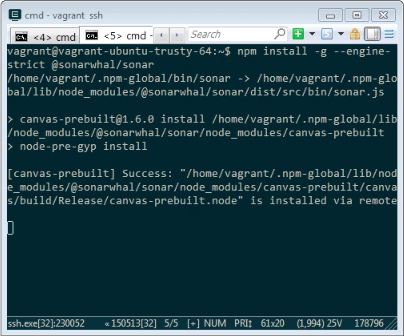 cmd - vagrant ssh
<4> cmd
<5> cmd
Search
vagrant@vagrant-ubuntu-trusty-64:~$ npm install -g --engine-
strict @sonarwhal/sonar
/home/vagrant/.npm-global/bin/sonar -> /home/vagrant/.npm-glo
bal/lib/node_modules/@sonarwhal/sonar/dist/src/bin/sonar.js
> canvas-prebuilt@1.6.0 install /home/vagrant/.npm-global/lib
/node_modules/@sonarwhal/sonar/node_modules/canvas-prebuilt
> node-pre-gyp install
[canvas-prebuilt] Success: "/home/vagrant/.npm-global/lib/nod
e_modules/@sonarwhal/sonar/node_modules/canvas-prebuilt/canva
s/build/Release/canvas-prebuilt.node" is installed via remote
ssh.exe[32]:230052 « 150513[32] 5/5 [+] NUM PRI‡ 61x20 (1,994) 25V 178796